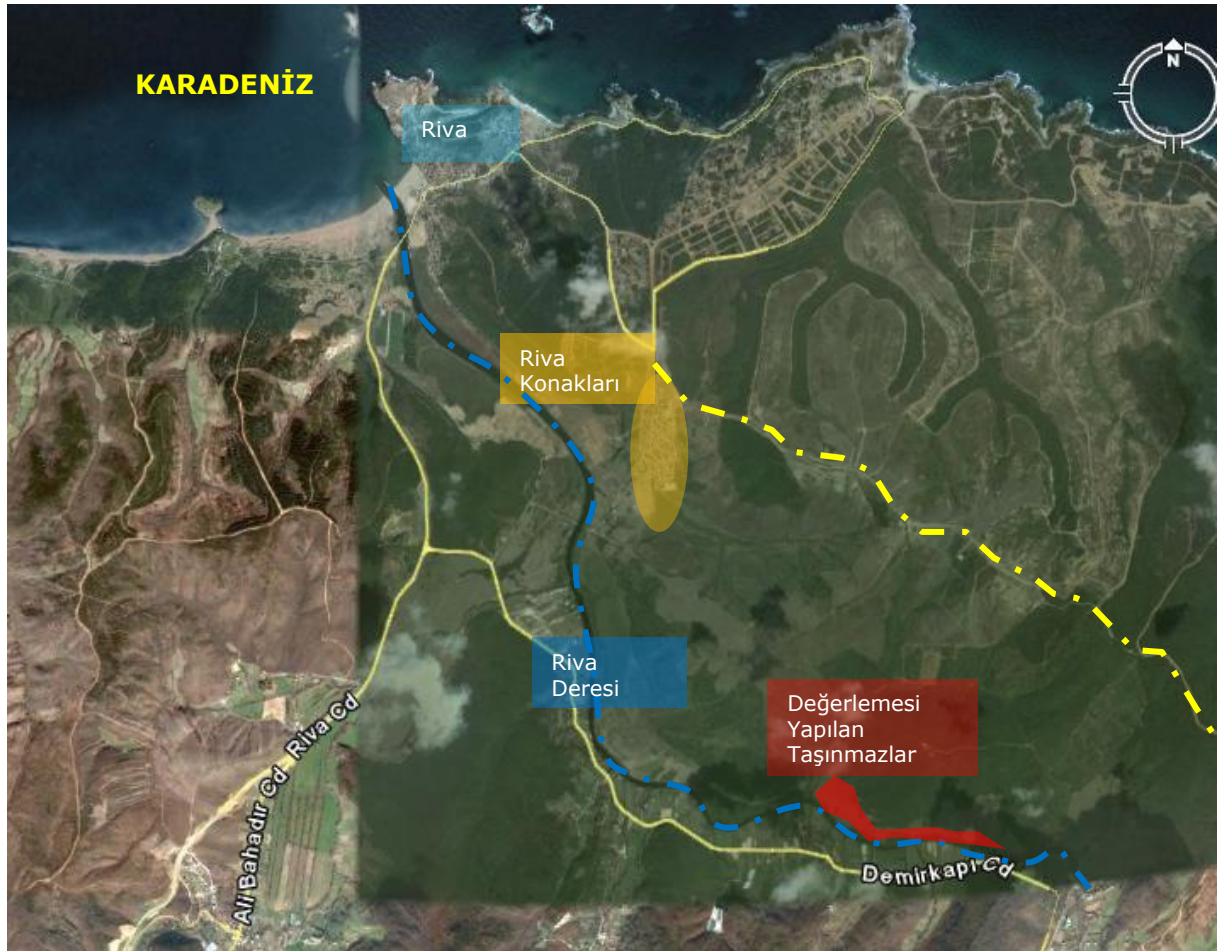 KARADENİZ
N
Riva
Riva
Konakları
Riva
Deresi
Değerlemesi
Yapılan
Taşınmazlar
Riva Cd
Ali Bahadır Cd
Demirkapı Cd